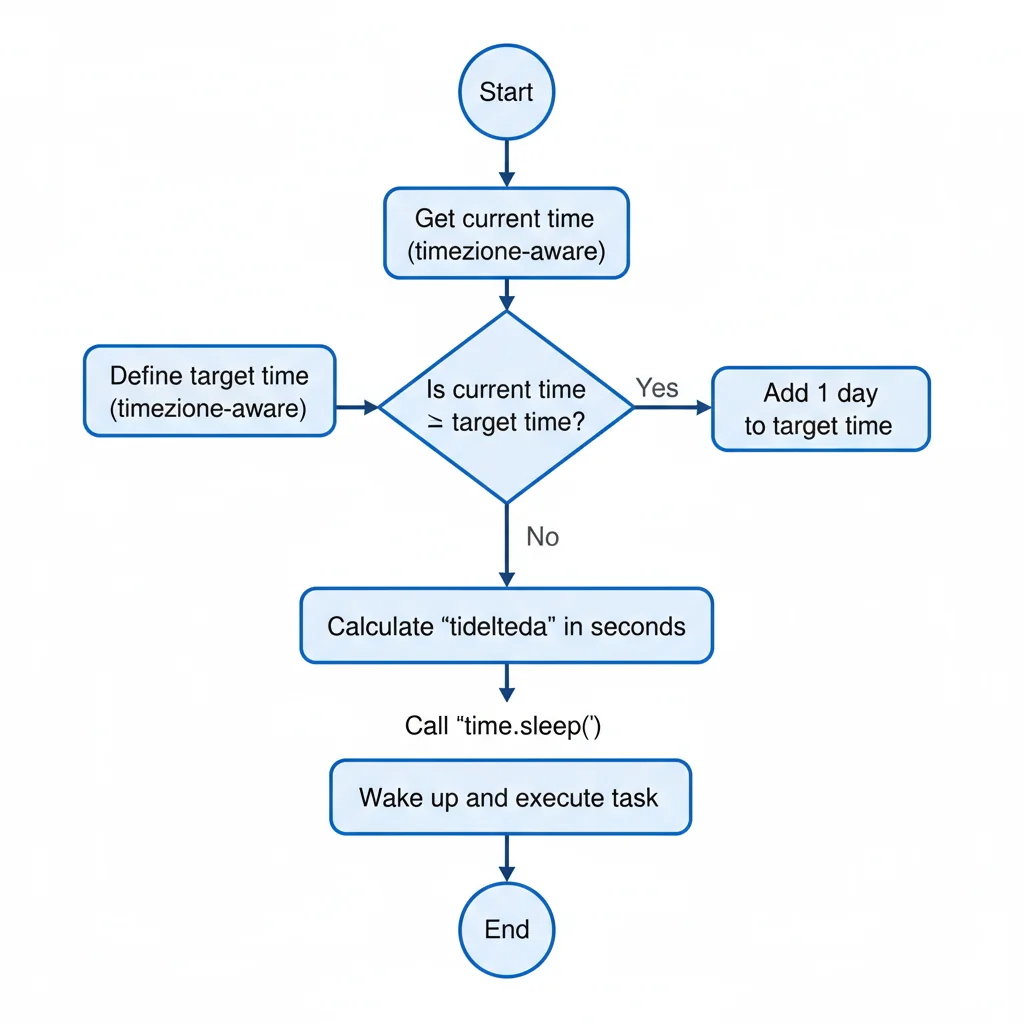 Start
Get current time
(timezione-aware)
Define target time
(timezione-aware)
Is current time
≥ target time?
Yes
Add 1 day
to target time
No
Calculate “tidelteda” in seconds
Call “time.sleep(')
Wake up and execute task
End